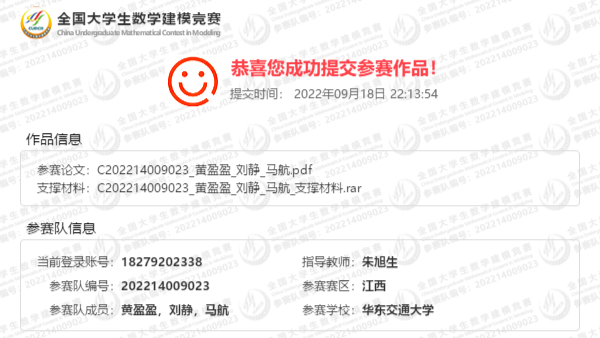 全国大学生数学建模竞赛
China Undergraduate Mathematical Contest in Modeling
恭喜您成功提交参赛作品！
提交时间： 2022年09月18日 22:13:54
作品信息
参赛论文：C202214009023_黄盈盈_刘静_马航.pdf
支撑材料：C202214009023_黄盈盈_刘静_马航_支撑材料.rar
参赛队信息
当前登录账号：18279202338 指导教师：朱旭生
参赛队编号：202214009023 参赛赛区：江西
参赛队成员：黄盈盈，刘静，马航 参赛学校：华东交通大学